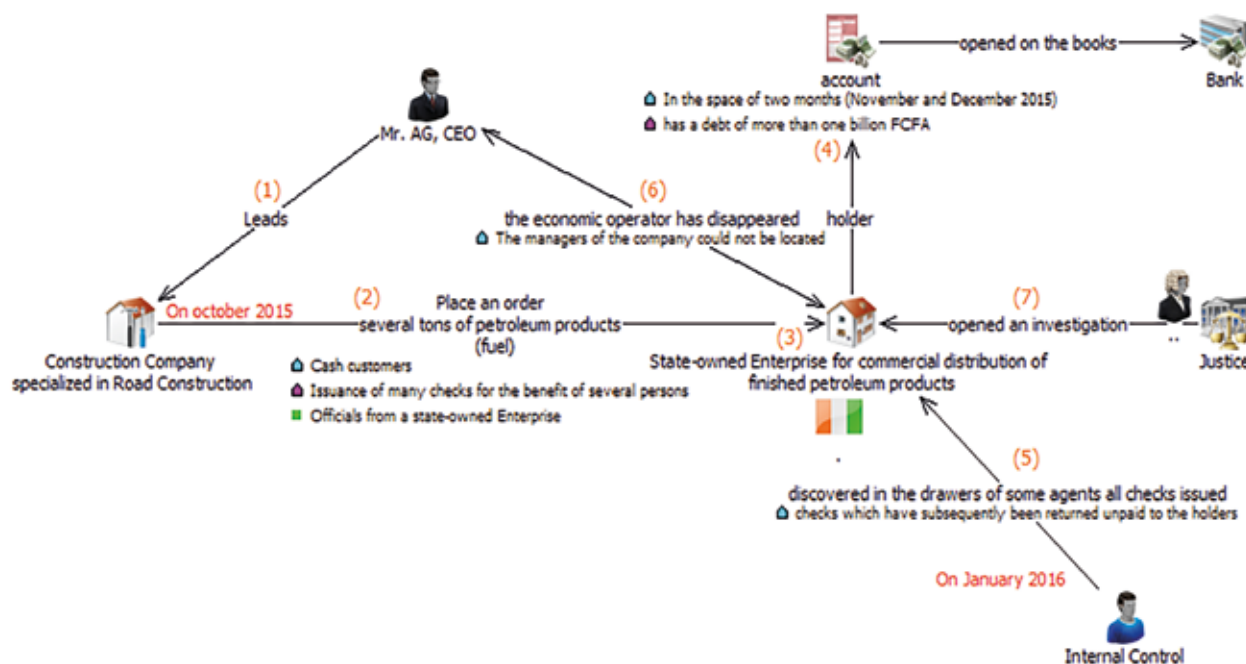 opened on the books
account
Bank
In the space of two months (November and December 2015)
has a debt of more than one billion FCFA
(4)
Mr. AG, CEO
(1)
Leads
(6)
the economic operator has disappeared
The managers of the company could not be located
holder
On october 2015
(2)
Place an order
several tons of petroleum products
(fuel)
(3)
(7)
opened an investigation
..
Justice
Construction Company
specialized in Road Construction
Cash customers
Issuance of many checks for the benefit of several persons
Officials from a state-owned Enterprise
State-owned Enterprise for commercial distribution of
finished petroleum products
.
(5)
discovered in the drawers of some agents all checks issued
checks which have subsequently been returned unpaid to the holders
On January 2016
Internal Control